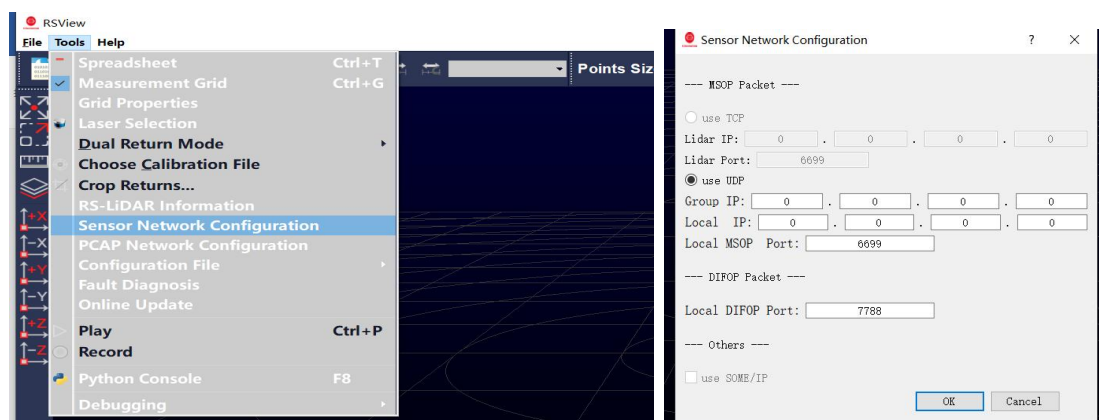 RSView
File Tools Help
Spreadsheet Ctrl+T
Measurement Grid Ctrl+G
Grid Properties
Laser Selection
Dual Return Mode
Choose Calibration File
Crop Returns...
RS-LiDAR Information
Sensor Network Configuration
PCAP Network Configuration
Configuration File
Fault Diagnosis
Online Update
Play Ctrl+P
Record
Python Console F8
Debugging
Points Siz
+X
-X
+Y
-Y
+Z
-Z
Sensor Network Configuration ? ×
--- MSOP Packet ---
use TCP
Lidar IP: 0 . 0 . 0 . 0
Lidar Port: 6699
use UDP
Group IP: 0 . 0 . 0 . 0
Local IP: 0 . 0 . 0 . 0
Local MSOP Port: 6699
--- DIFOP Packet ---
Local DIFOP Port: 7788
--- Others ---
use SOME/IP
OK Cancel